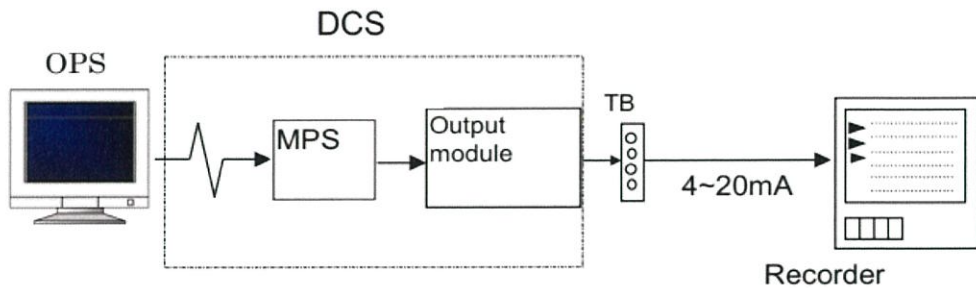 DCS
OPS
MPS
Output
module
TB
4~20mA
Recorder